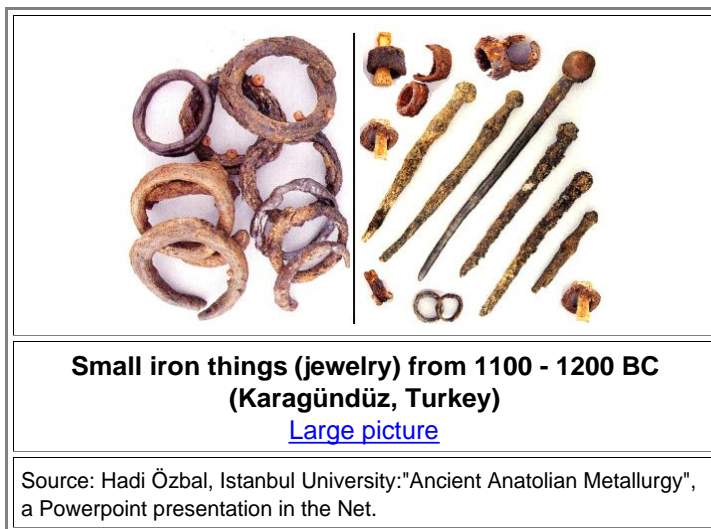 Small iron things (jewelry) from 1100 - 1200 BC
(Karagündüz, Turkey)
Large picture
Source: Hadi Özbal, Istanbul University:"Ancient Anatolian Metallurgy",
a Powerpoint presentation in the Net.